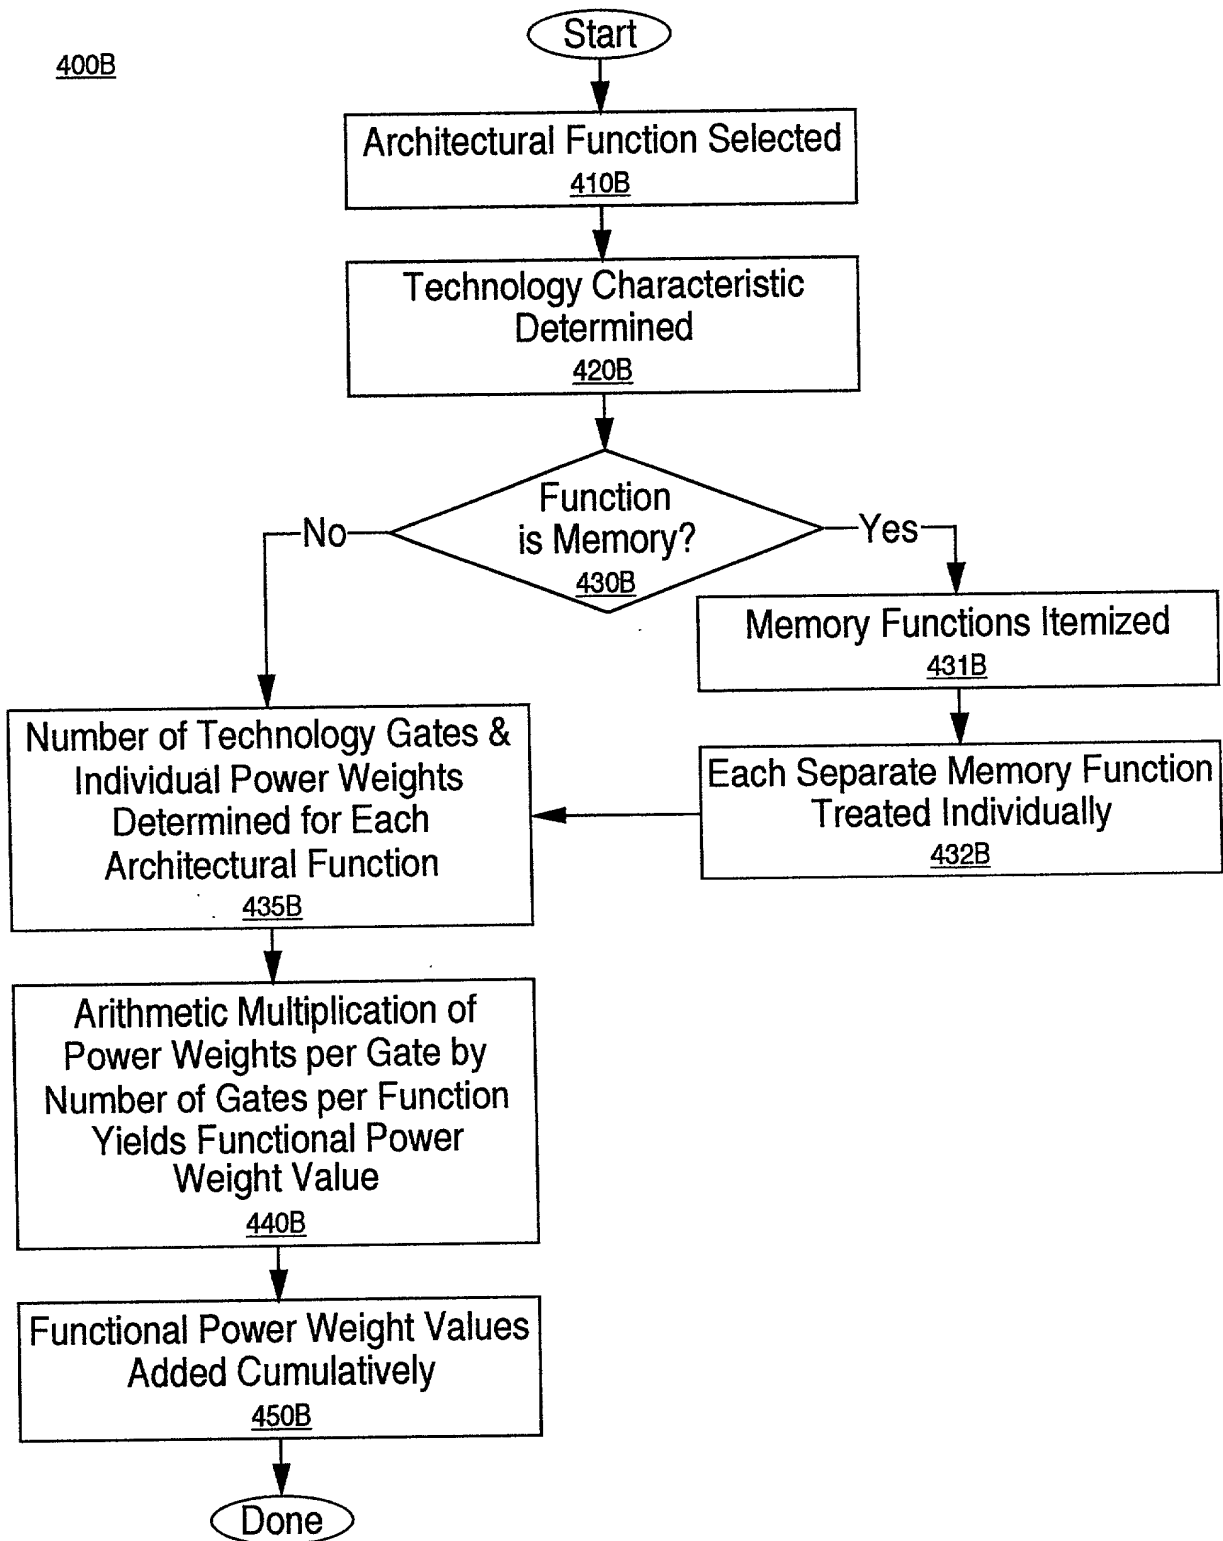 Start
400B
Architectural Function Selected
410B
Technology Characteristic
Determined
420B
Function
is Memory?
430B
No
Yes
Memory Functions Itemized
431B
Each Separate Memory Function
Treated Individually
432B
Number of Technology Gates &
Individual Power Weights
Determined for Each
Architectural Function
435B
Arithmetic Multiplication of
Power Weights per Gate by
Number of Gates per Function
Yields Functional Power
Weight Value
440B
Functional Power Weight Values
Added Cumulatively
450B
Done